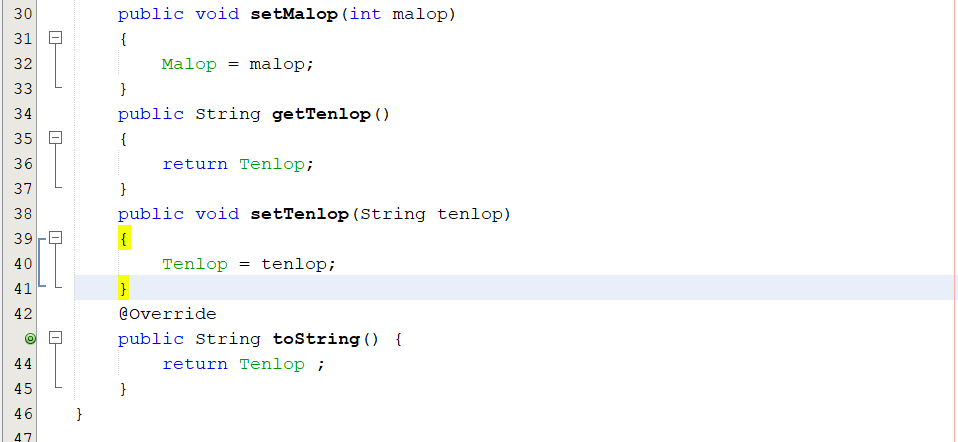 30 public void setMalop(int malop)
31 {
32 Malop = malop;
33 }
34 public String getTenlop()
35 {
36 return Tenlop;
37 }
38 public void setTenlop(String tenlop)
39 {
40 Tenlop = tenlop;
41 }
42 @Override
public String toString() {
44 return Tenlop ;
45 }
46 }
47